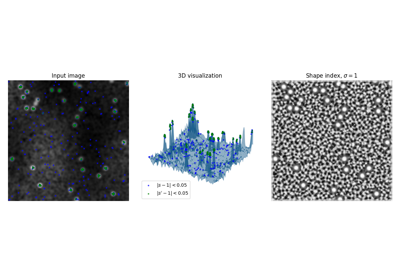 Input image
3D visualization
Shape index, σ = 1
|s − 1| < 0.05
|s' − 1| < 0.05